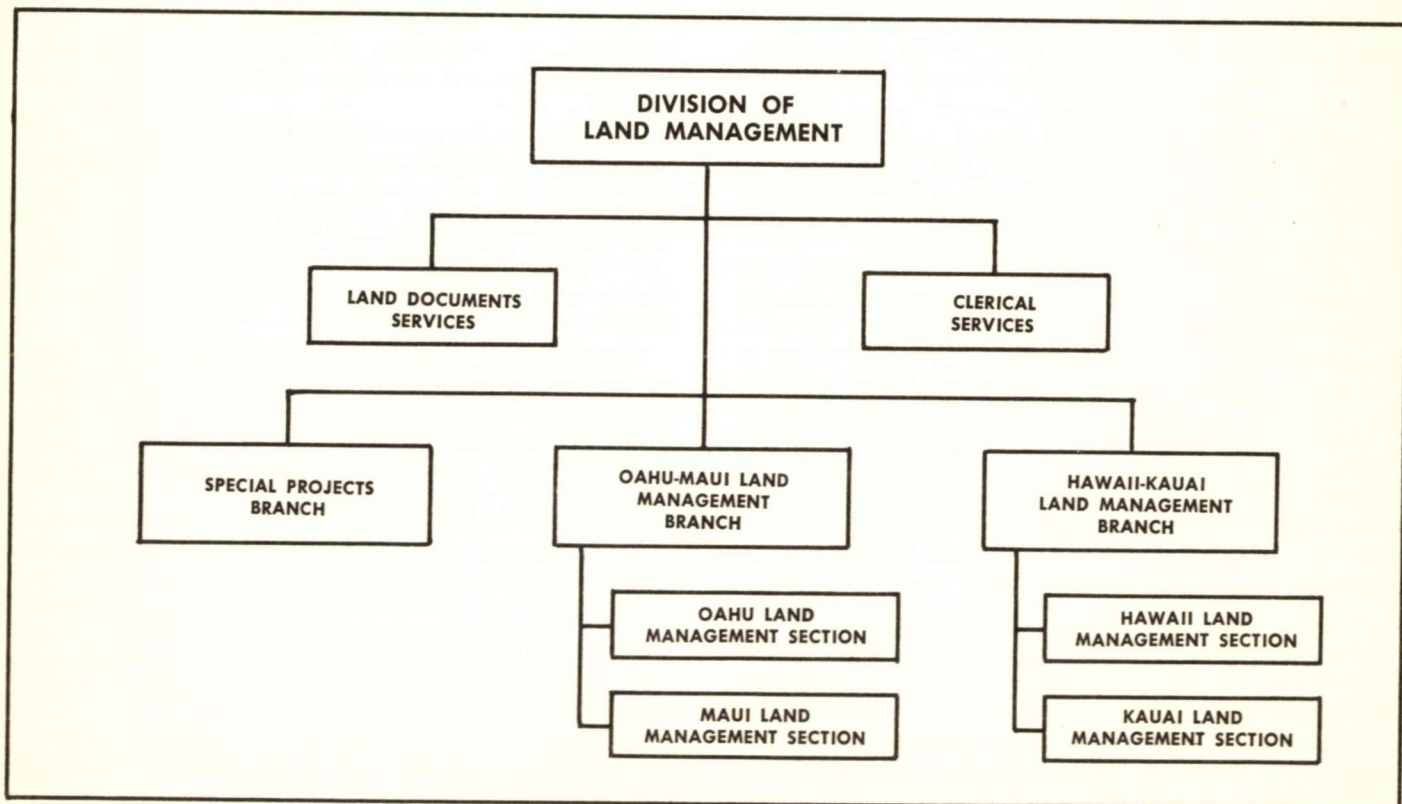 DIVISION OF
LAND MANAGEMENT
LAND DOCUMENTS
SERVICES
CLERICAL
SERVICES
SPECIAL PROJECTS
BRANCH
OAHU-MAUI LAND
MANAGEMENT
BRANCH
HAWAII-KAUAI
LAND MANAGEMENT
BRANCH
OAHU LAND
MANAGEMENT SECTION
HAWAII LAND
MANAGEMENT SECTION
MAUI LAND
MANAGEMENT SECTION
KAUAI LAND
MANAGEMENT SECTION